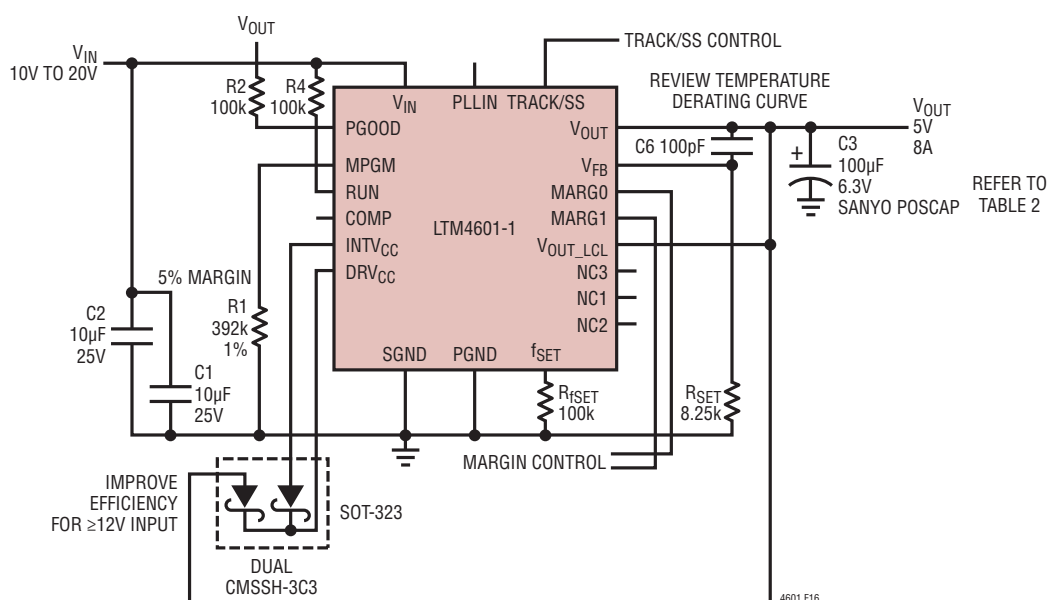 VOUT
VIN
10V TO 20V
TRACK/SS CONTROL
R2
100k
R4
100k
REVIEW TEMPERATURE
DERATING CURVE
VIN
PLLIN
TRACK/SS
PGOOD
MPGM
RUN
COMP
INTVCC
DRVCC
LTM4601-1
VOUT
VFB
MARG0
MARG1
VOUT_LCL
NC3
NC1
NC2
SGND
PGND
fSET
C6 100pF
VOUT
5V
8A
C3
100µF
6.3V
SANYO POSCAP
+
REFER TO
TABLE 2
5% MARGIN
R1
392k
1%
C2
10µF
25V
C1
10µF
25V
RfSET
100k
RSET
8.25k
MARGIN CONTROL
IMPROVE
EFFICIENCY
FOR ≥12V INPUT
SOT-323
DUAL
CMSSH-3C3
4601 F16